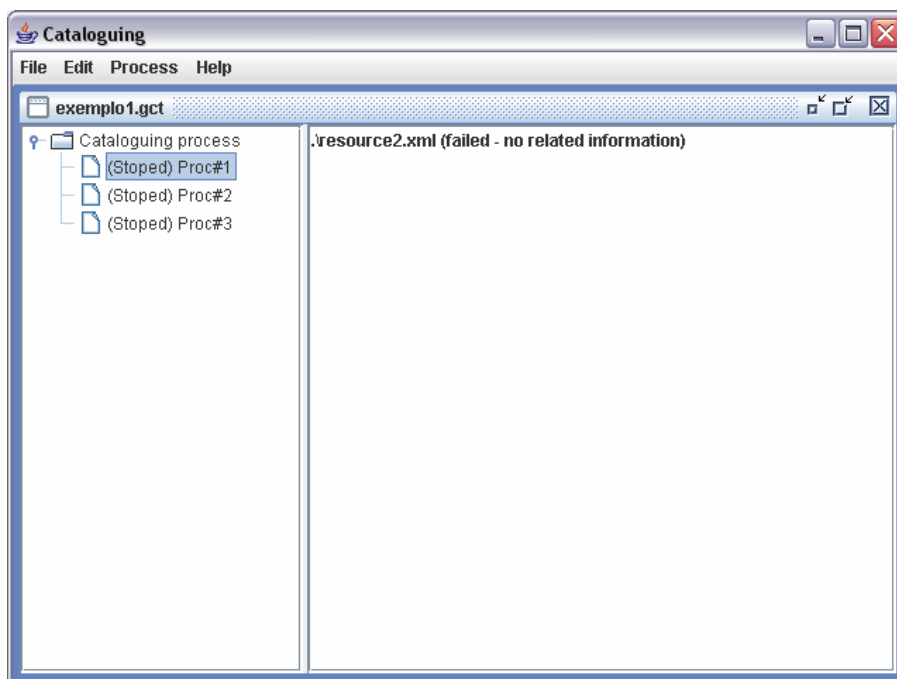 Cataloguing
File Edit Process Help
exemplo1.gct
Cataloguing process
(Stoped) Proc#1
(Stoped) Proc#2
(Stoped) Proc#3
.\resource2.xml (failed - no related information)